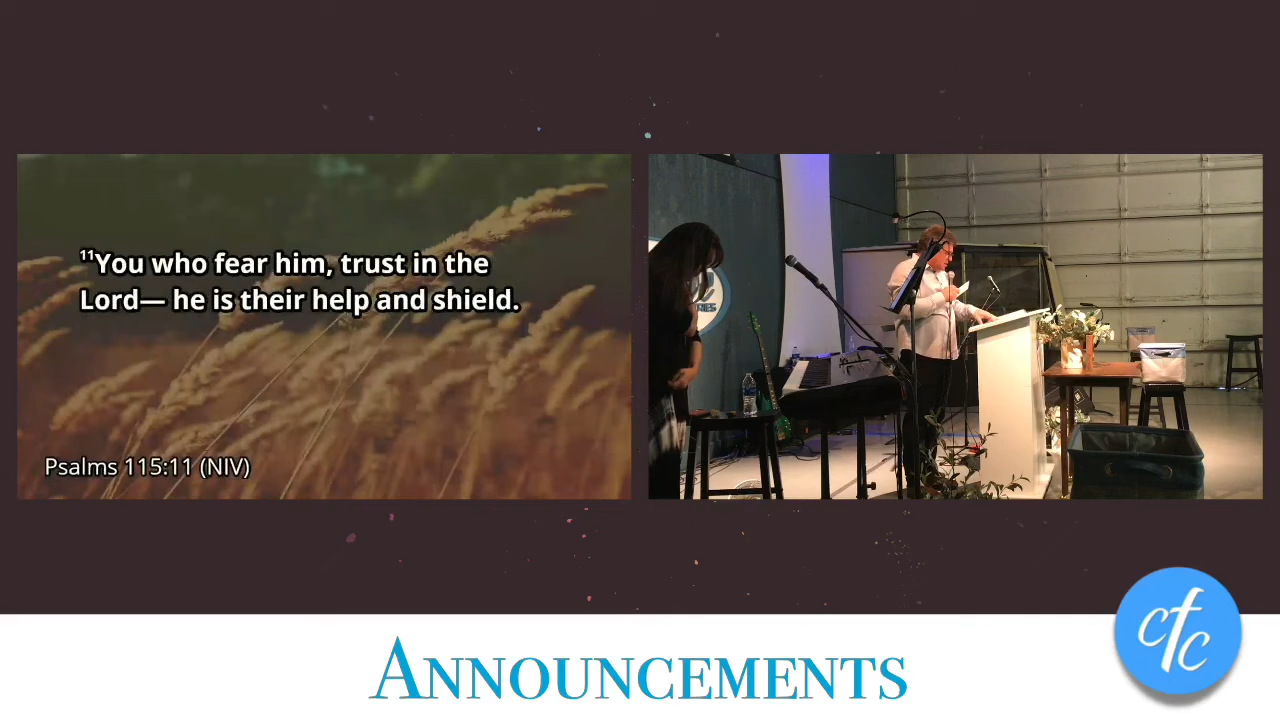 ¹¹You who fear him, trust in the
Lord— he is their help and shield.
Psalms 115:11 (NIV)
RIES
ANNOUNCEMENTS
cfc